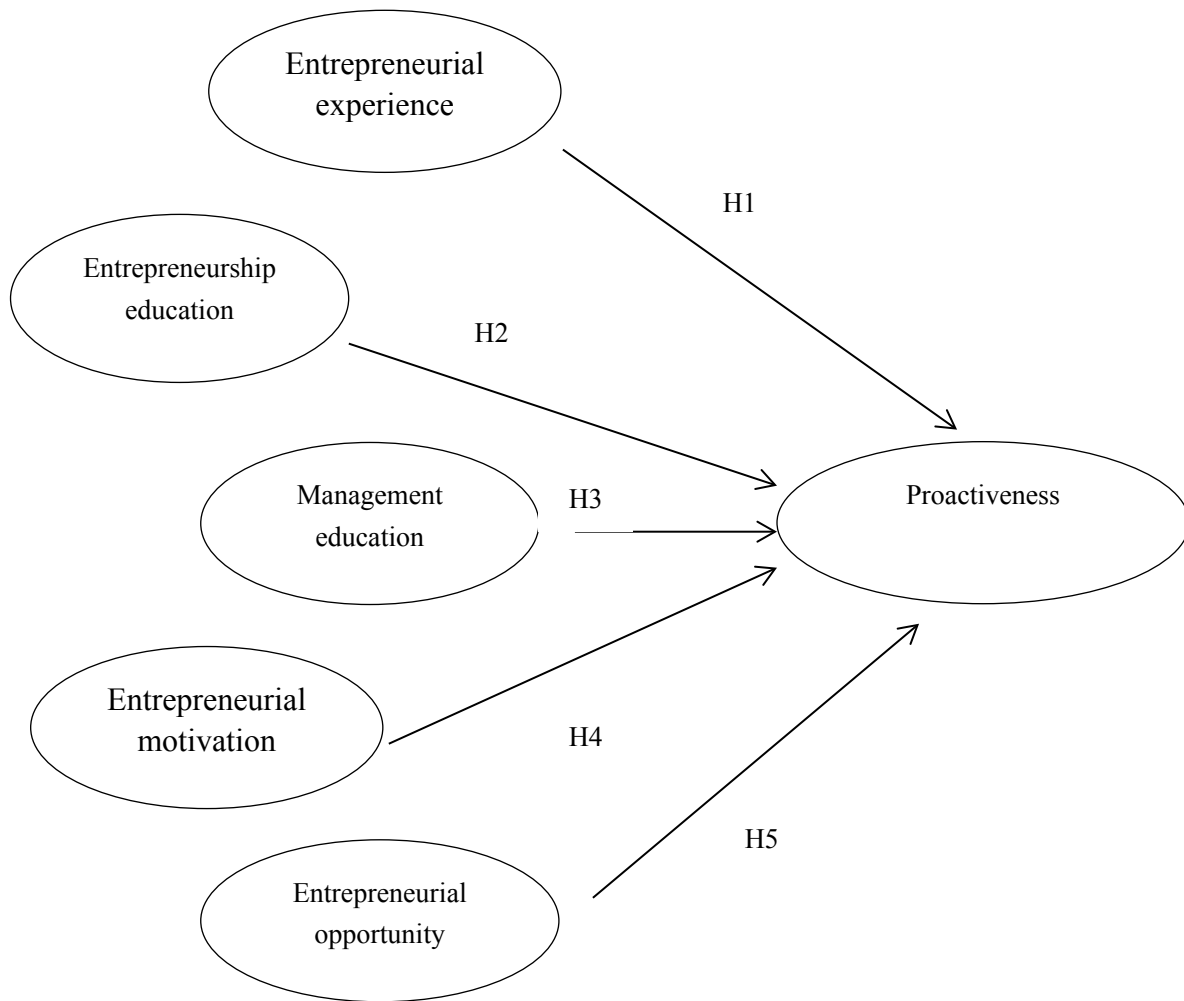 Entrepreneurial
experience
H1
Entrepreneurship
education
H2
Management
education
H3
Proactiveness
Entrepreneurial
motivation
H4
H5
Entrepreneurial
opportunity